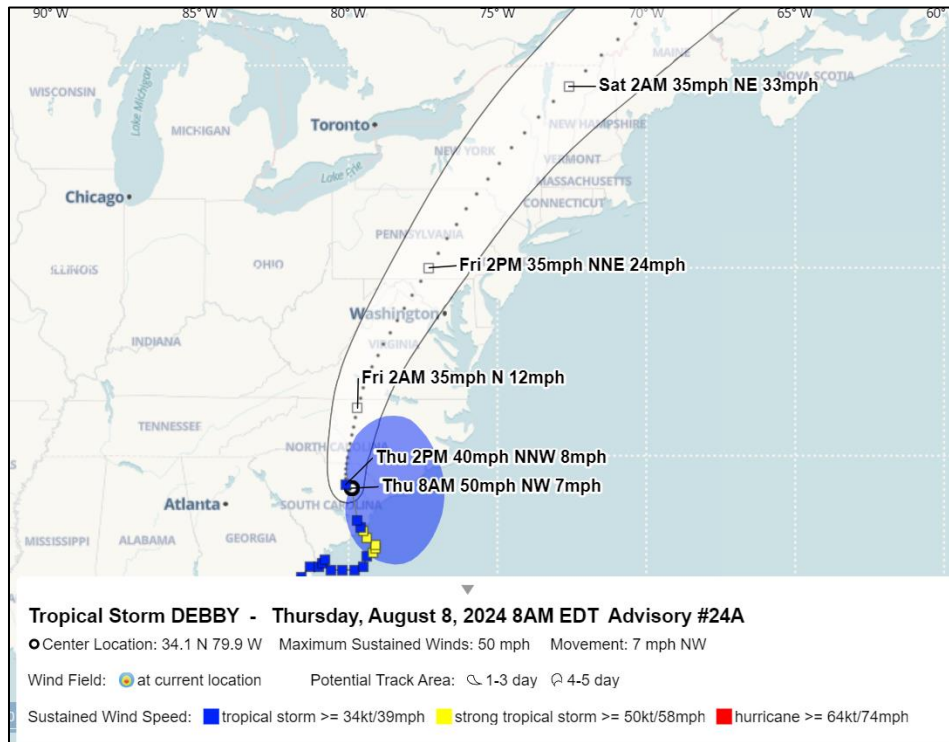 90° W 85° W 80° W 75° W 70° W 65° W 60° W
MAINE
Sat 2AM 35mph NE 33mph
NOVA SCOTIA
WISCONSIN
Lake Michigan
MICHIGAN
Toronto
NEW HAMPSHIRE
NEW YORK
VERMONT
Lake Erie
MASSACHUSETTS
Chicago
CONNECTICUT
PENNSYLVANIA
ILLINOIS
OHIO
Fri 2PM 35mph NNE 24mph
Washington
INDIANA
VIRGINIA
Fri 2AM 35mph N 12mph
TENNESSEE
NORTH CAROLINA
Thu 2PM 40mph NNW 8mph
Thu 8AM 50mph NW 7mph
Atlanta
SOUTH CAROLINA
MISSISSIPPI
ALABAMA
GEORGIA
Tropical Storm DEBBY - Thursday, August 8, 2024 8AM EDT Advisory #24A
Center Location: 34.1 N 79.9 W Maximum Sustained Winds: 50 mph Movement: 7 mph NW
Wind Field: at current location Potential Track Area: 1-3 day 4-5 day
Sustained Wind Speed: tropical storm >= 34kt/39mph strong tropical storm >= 50kt/58mph hurricane >= 64kt/74mph